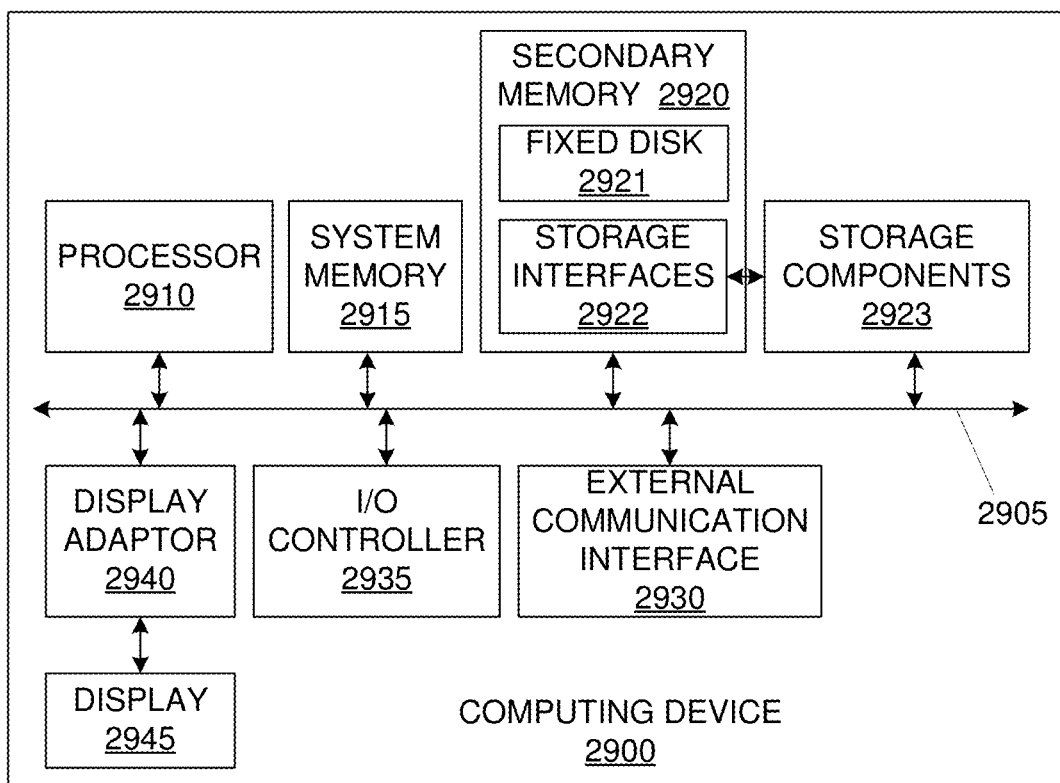 SECONDARY
MEMORY 2920
FIXED DISK
2921
STORAGE
INTERFACES
2922
PROCESSOR
2910
SYSTEM
MEMORY
2915
STORAGE
COMPONENTS
2923
DISPLAY
ADAPTOR
2940
I/O
CONTROLLER
2935
EXTERNAL
COMMUNICATION
INTERFACE
2930
2905
DISPLAY
2945
COMPUTING DEVICE
2900